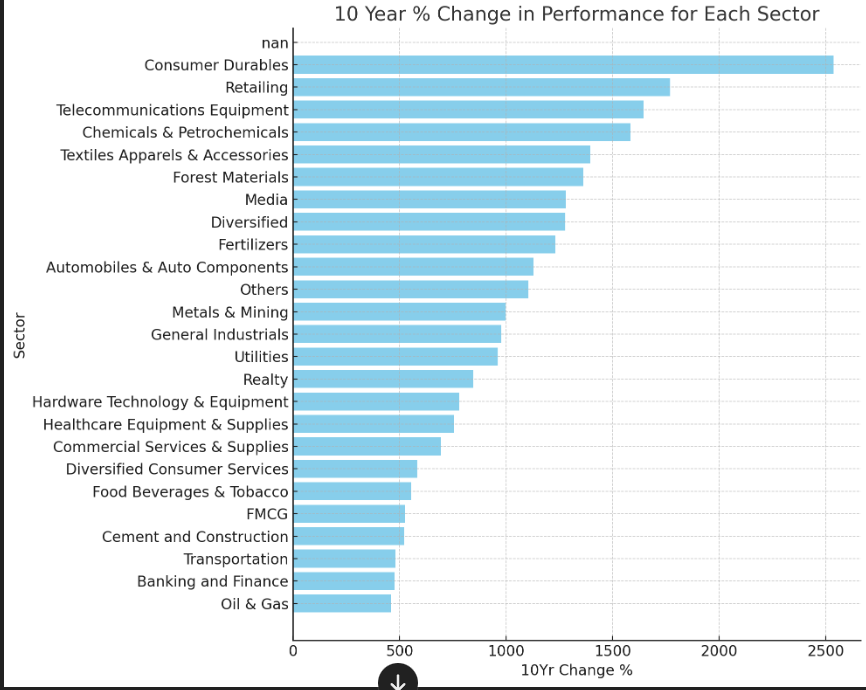 10 Year % Change in Performance for Each Sector
nan
Consumer Durables
Retailing
Telecommunications Equipment
Chemicals & Petrochemicals
Textiles Apparels & Accessories
Forest Materials
Media
Diversified
Fertilizers
Automobiles & Auto Components
Others
Metals & Mining
General Industrials
Utilities
Realty
Hardware Technology & Equipment
Healthcare Equipment & Supplies
Commercial Services & Supplies
Diversified Consumer Services
Food Beverages & Tobacco
FMCG
Cement and Construction
Transportation
Banking and Finance
Oil & Gas
Sector
0 500 1000 1500 2000 2500
10Yr Change %